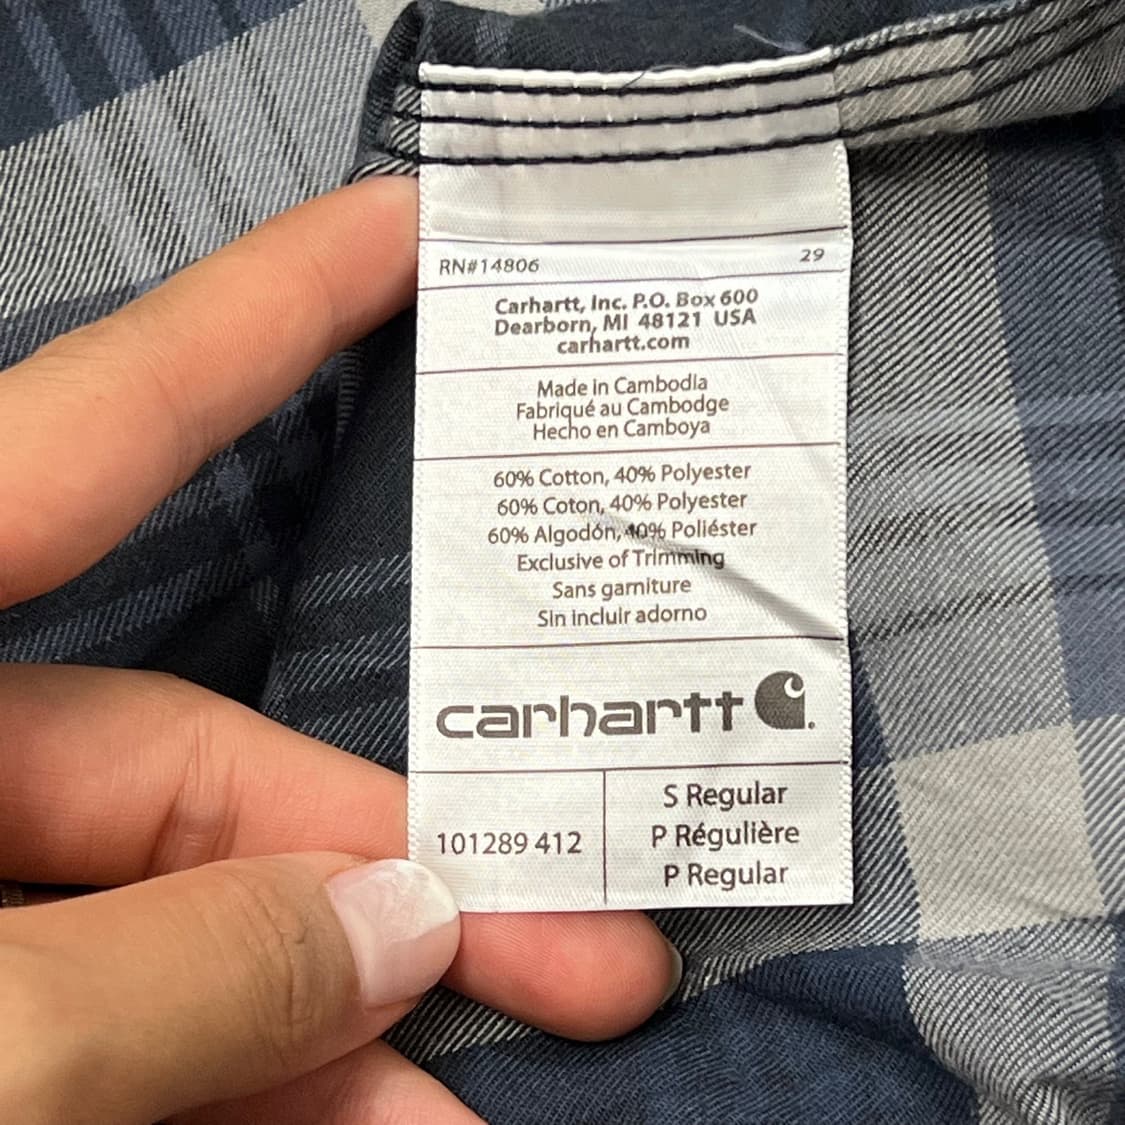 RN#14806 29
Carhartt, Inc. P.O. Box 600
Dearborn, MI 48121 USA
carhartt.com
Made in Cambodia
Fabriqué au Cambodge
Hecho en Camboya
60% Cotton, 40% Polyester
60% Coton, 40% Polyester
60% Algodón, 40% Poliéster
Exclusive of Trimming
Sans garniture
Sin incluir adorno
carhartt
101289 412
S Regular
P Régulière
P Regular